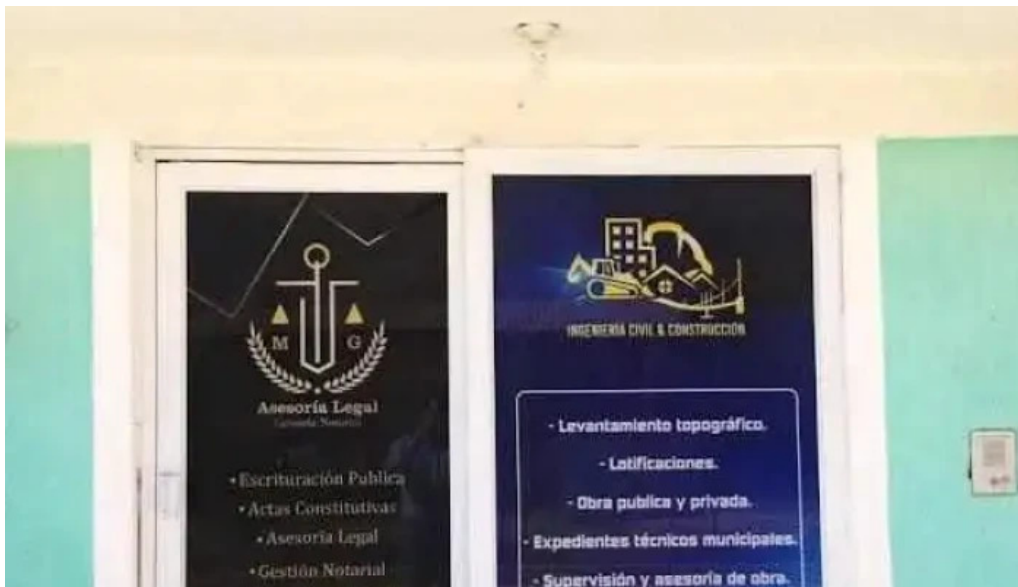 M G
Asesoría Legal
• Escrituración Publica
• Actas Constitutivas
• Asesoría Legal
• Gestión Notarial
INGENIERÍA CIVIL & CONSTRUCCIÓN
- Levantamiento topográfico.
- Lotificaciones.
- Obra publica y privada.
- Expedientes técnicos municipales.
- Supervisión y asesoría de obra.